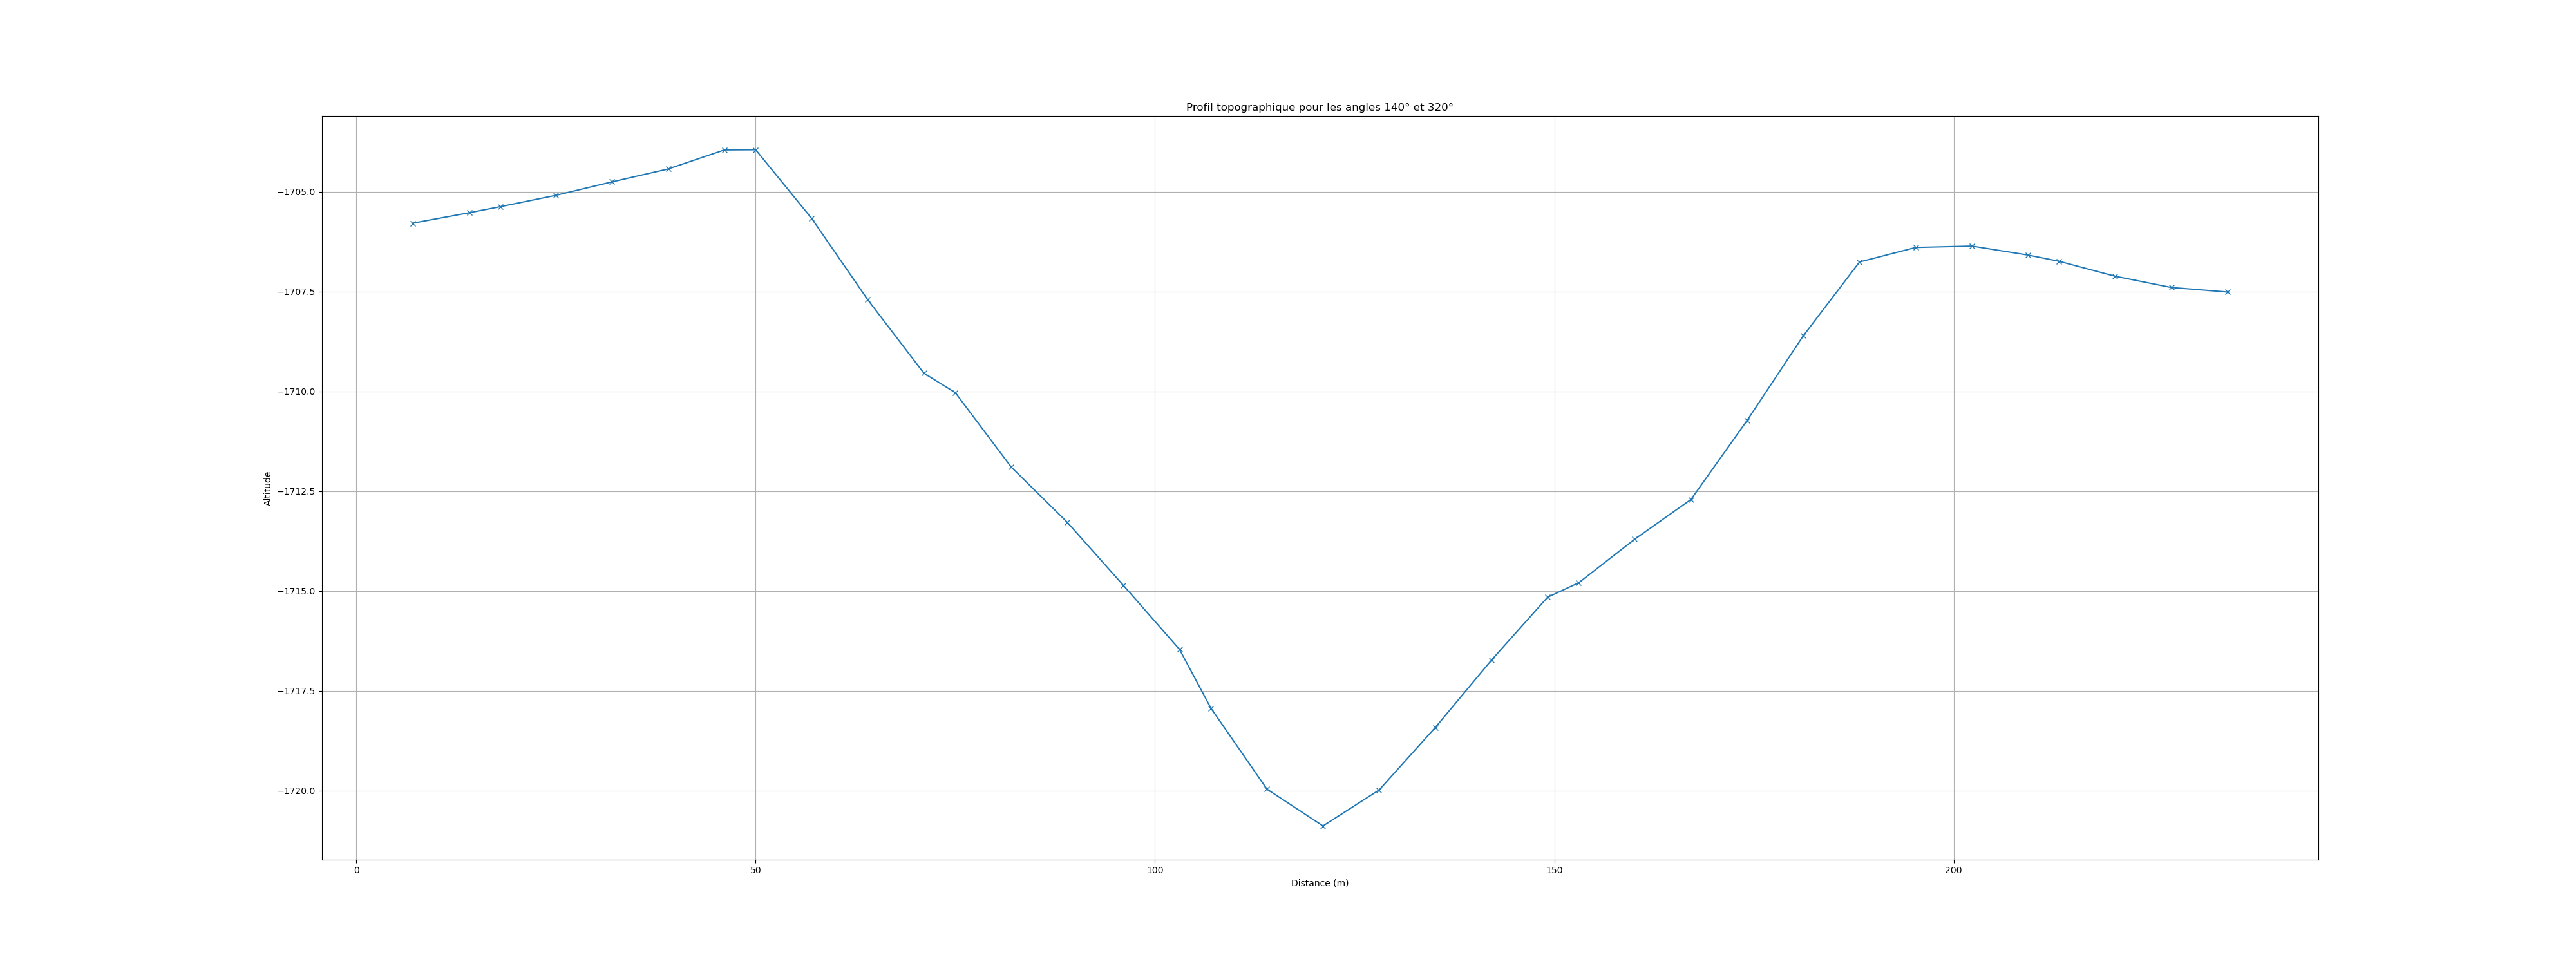 Profil topographique pour les angles 140° et 320°
Altitude
−1705.0
−1707.5
−1710.0
−1712.5
−1715.0
−1717.5
−1720.0
0 50 100 150 200
Distance (m)